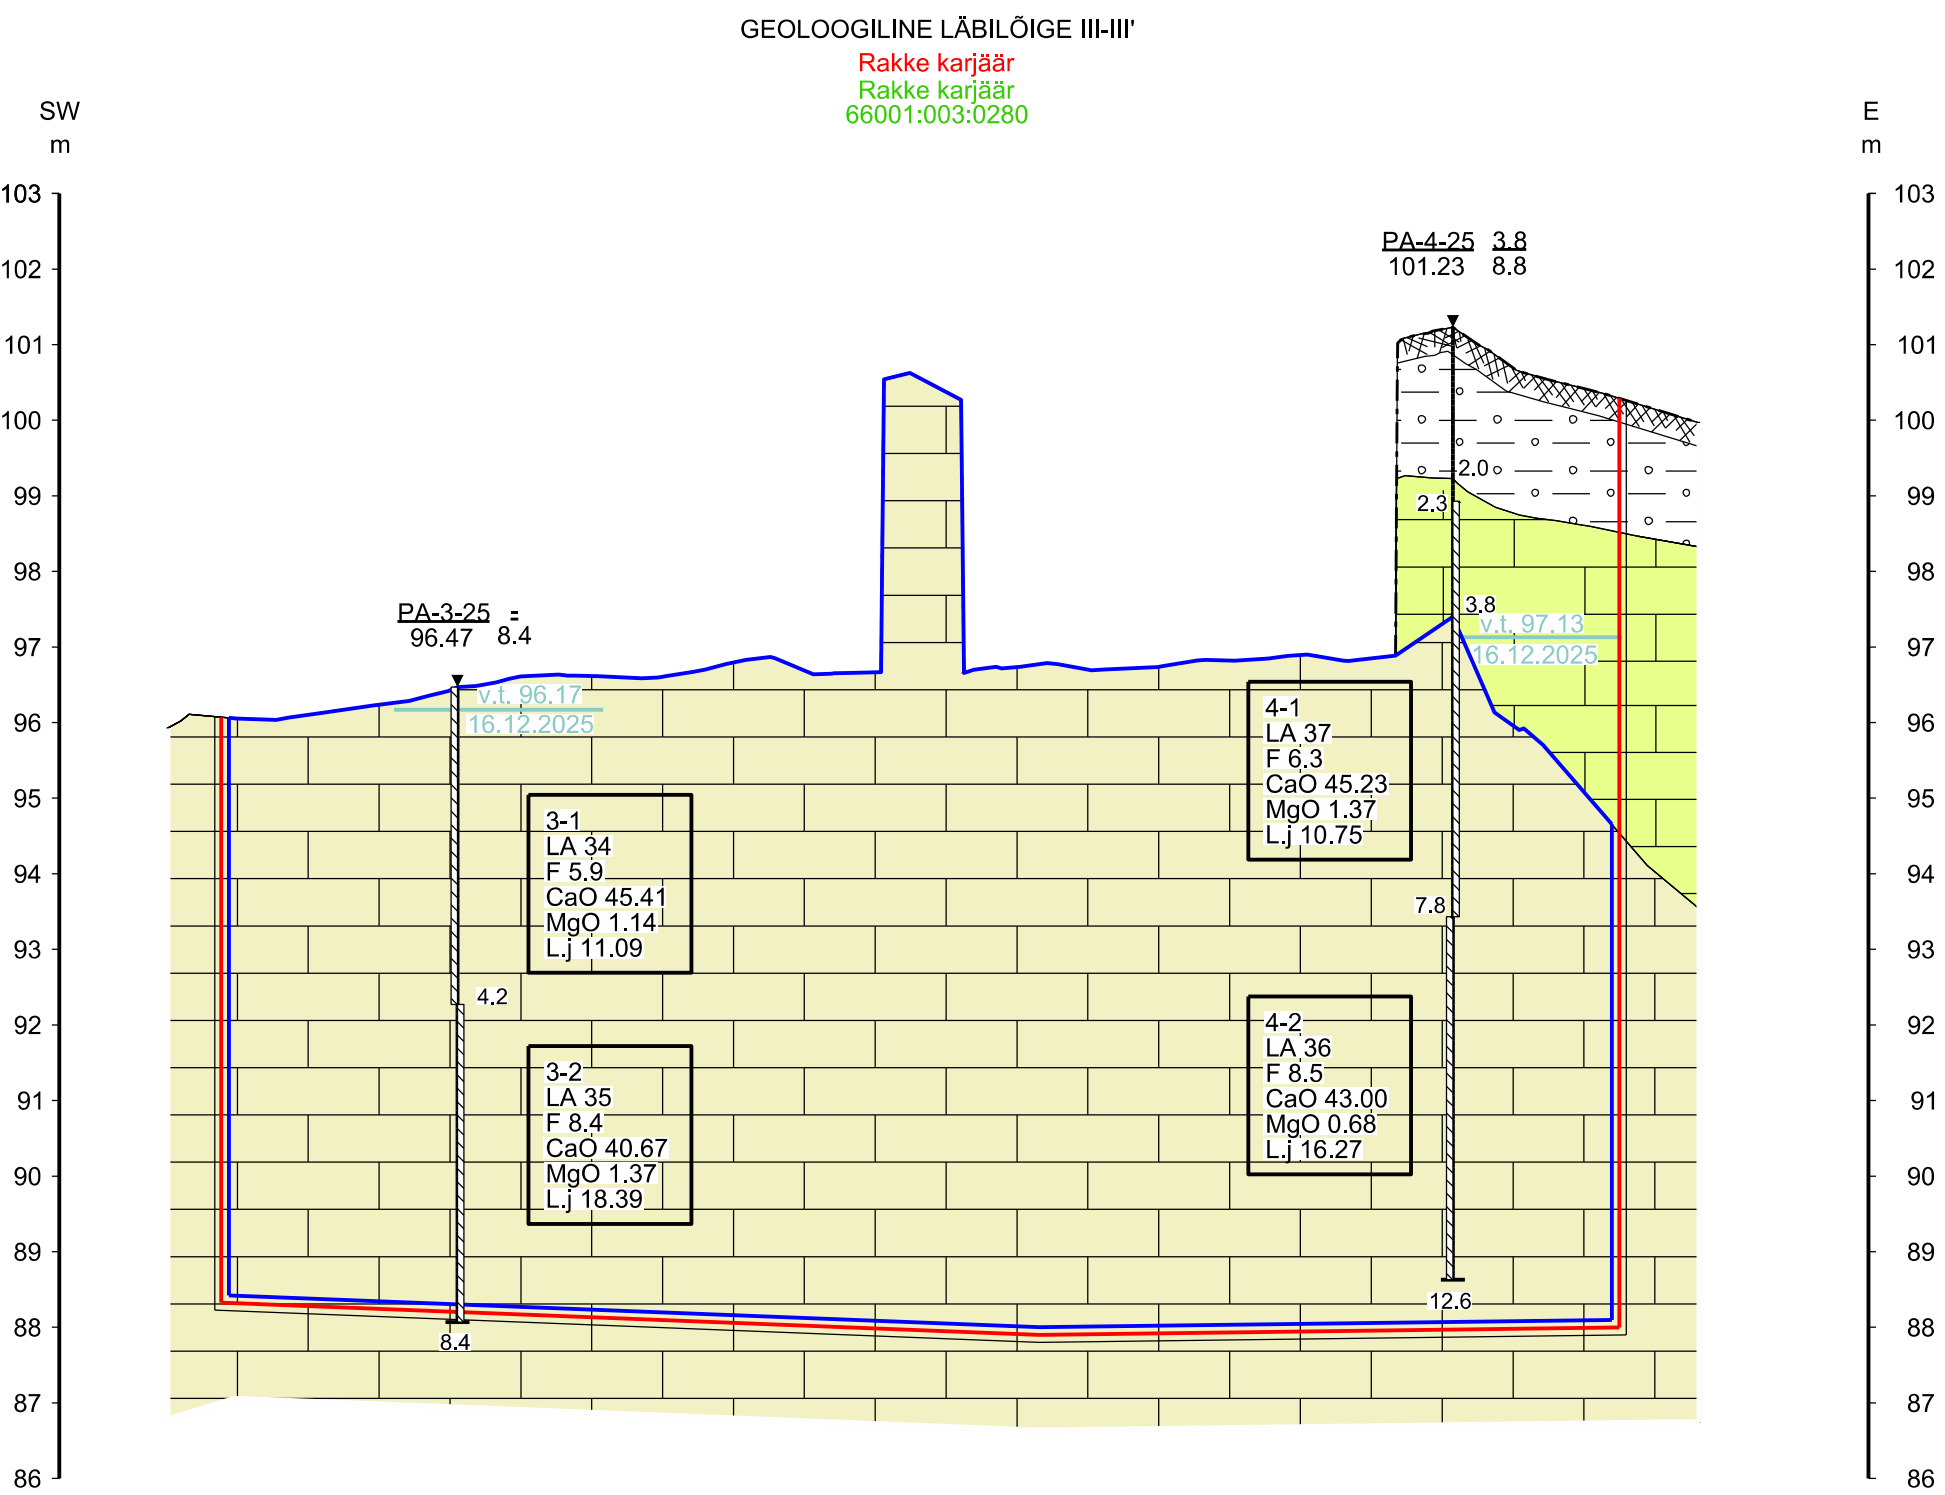 GEOLOOGILINE LÄBILÕIGE III-III'
Rakke karjäär
Rakke karjäär
66001:003:0280
SW
m
E
m
103
102
101
100
99
98
97
96
95
94
93
92
91
90
89
88
87
86
PA-3-25 =
96.47 8.4
v.t. 96.17
16.12.2025
3-1
LA 34
F 5.9
CaO 45.41
MgO 1.14
L.j 11.09
4.2
3-2
LA 35
F 8.4
CaO 40.67
MgO 1.37
L.j 18.39
8.4
PA-4-25 3.8
101.23 8.8
2.0
2.3
3.8
v.t. 97.13
16.12.2025
4-1
LA 37
F 6.3
CaO 45.23
MgO 1.37
L.j 10.75
7.8
4-2
LA 36
F 8.5
CaO 43.00
MgO 0.68
L.j 16.27
12.6
103
102
101
100
99
98
97
96
95
94
93
92
91
90
89
88
87
86